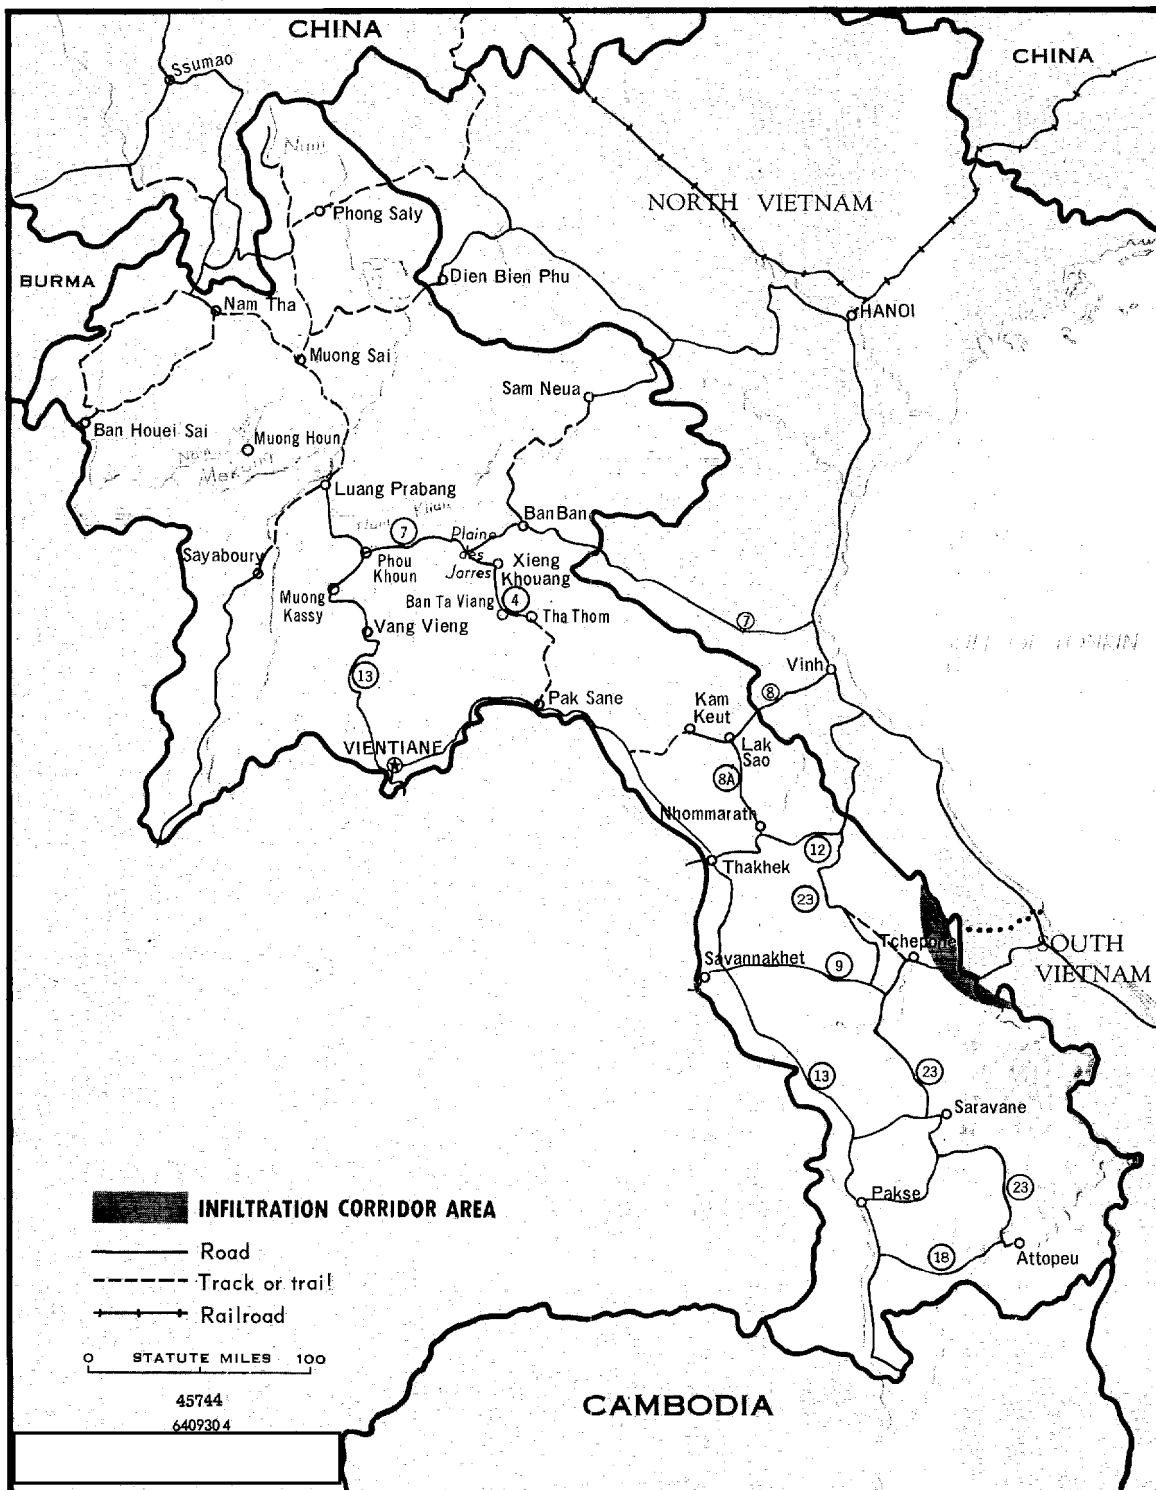 CHINA
CHINA
Ssumao
Nam
NORTH VIETNAM
Phong Saly
BURMA
Dien Bien Phu
Nam Tha
HANOI
Muong Sai
Sam Neua
Ban Houei Sai
Muong Houn
Luang Prabang
Ban Ban
7
Plaine
des
Jarres
Sayaboury
Phou
Khoun
Xieng
Khouang
Muong
Kassy
Ban Ta Viang
4
Tha Thom
7
Vang Vieng
Vinh
13
8
Kam
Keut
Pak Sane
VIENTIANE
Lak
Sao
8A
Nhommarath
12
Thakhek
23
Tchepone
SOUTH
VIETNAM
Savannakhet
9
13
23
Saravane
Pakse
23
18
Attopeu
INFILTRATION CORRIDOR AREA
Road
Track or trail
Railroad
0 STATUTE MILES 100
CAMBODIA
45744
6409304